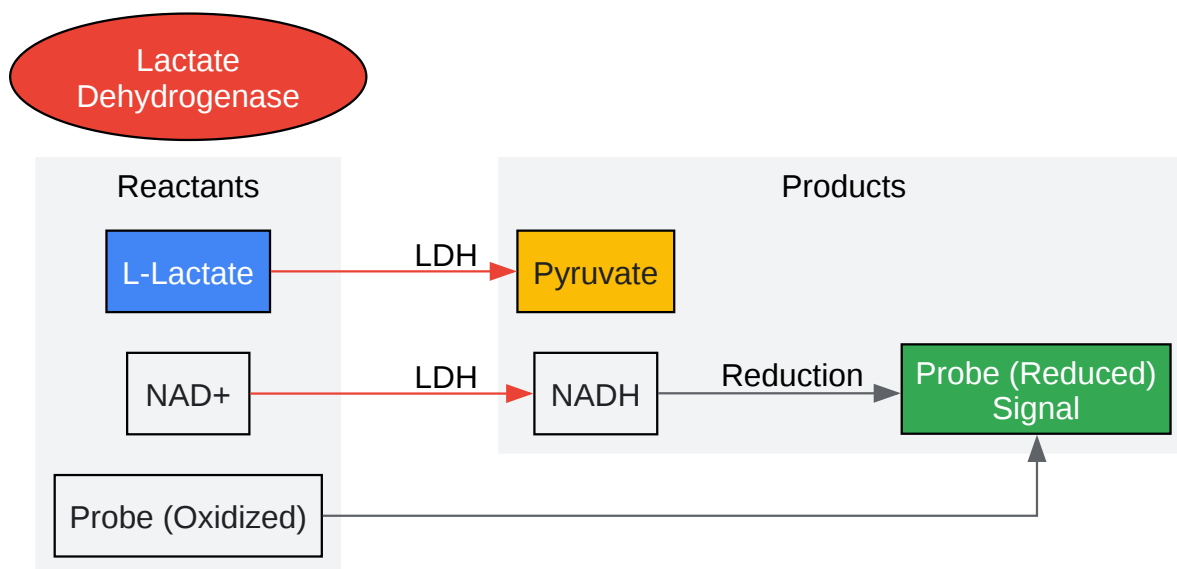 Lactate
Dehydrogenase
Reactants
Products
L-Lactate
LDH
Pyruvate
NAD+
LDH
NADH
Reduction
Probe (Reduced)
Signal
Probe (Oxidized)